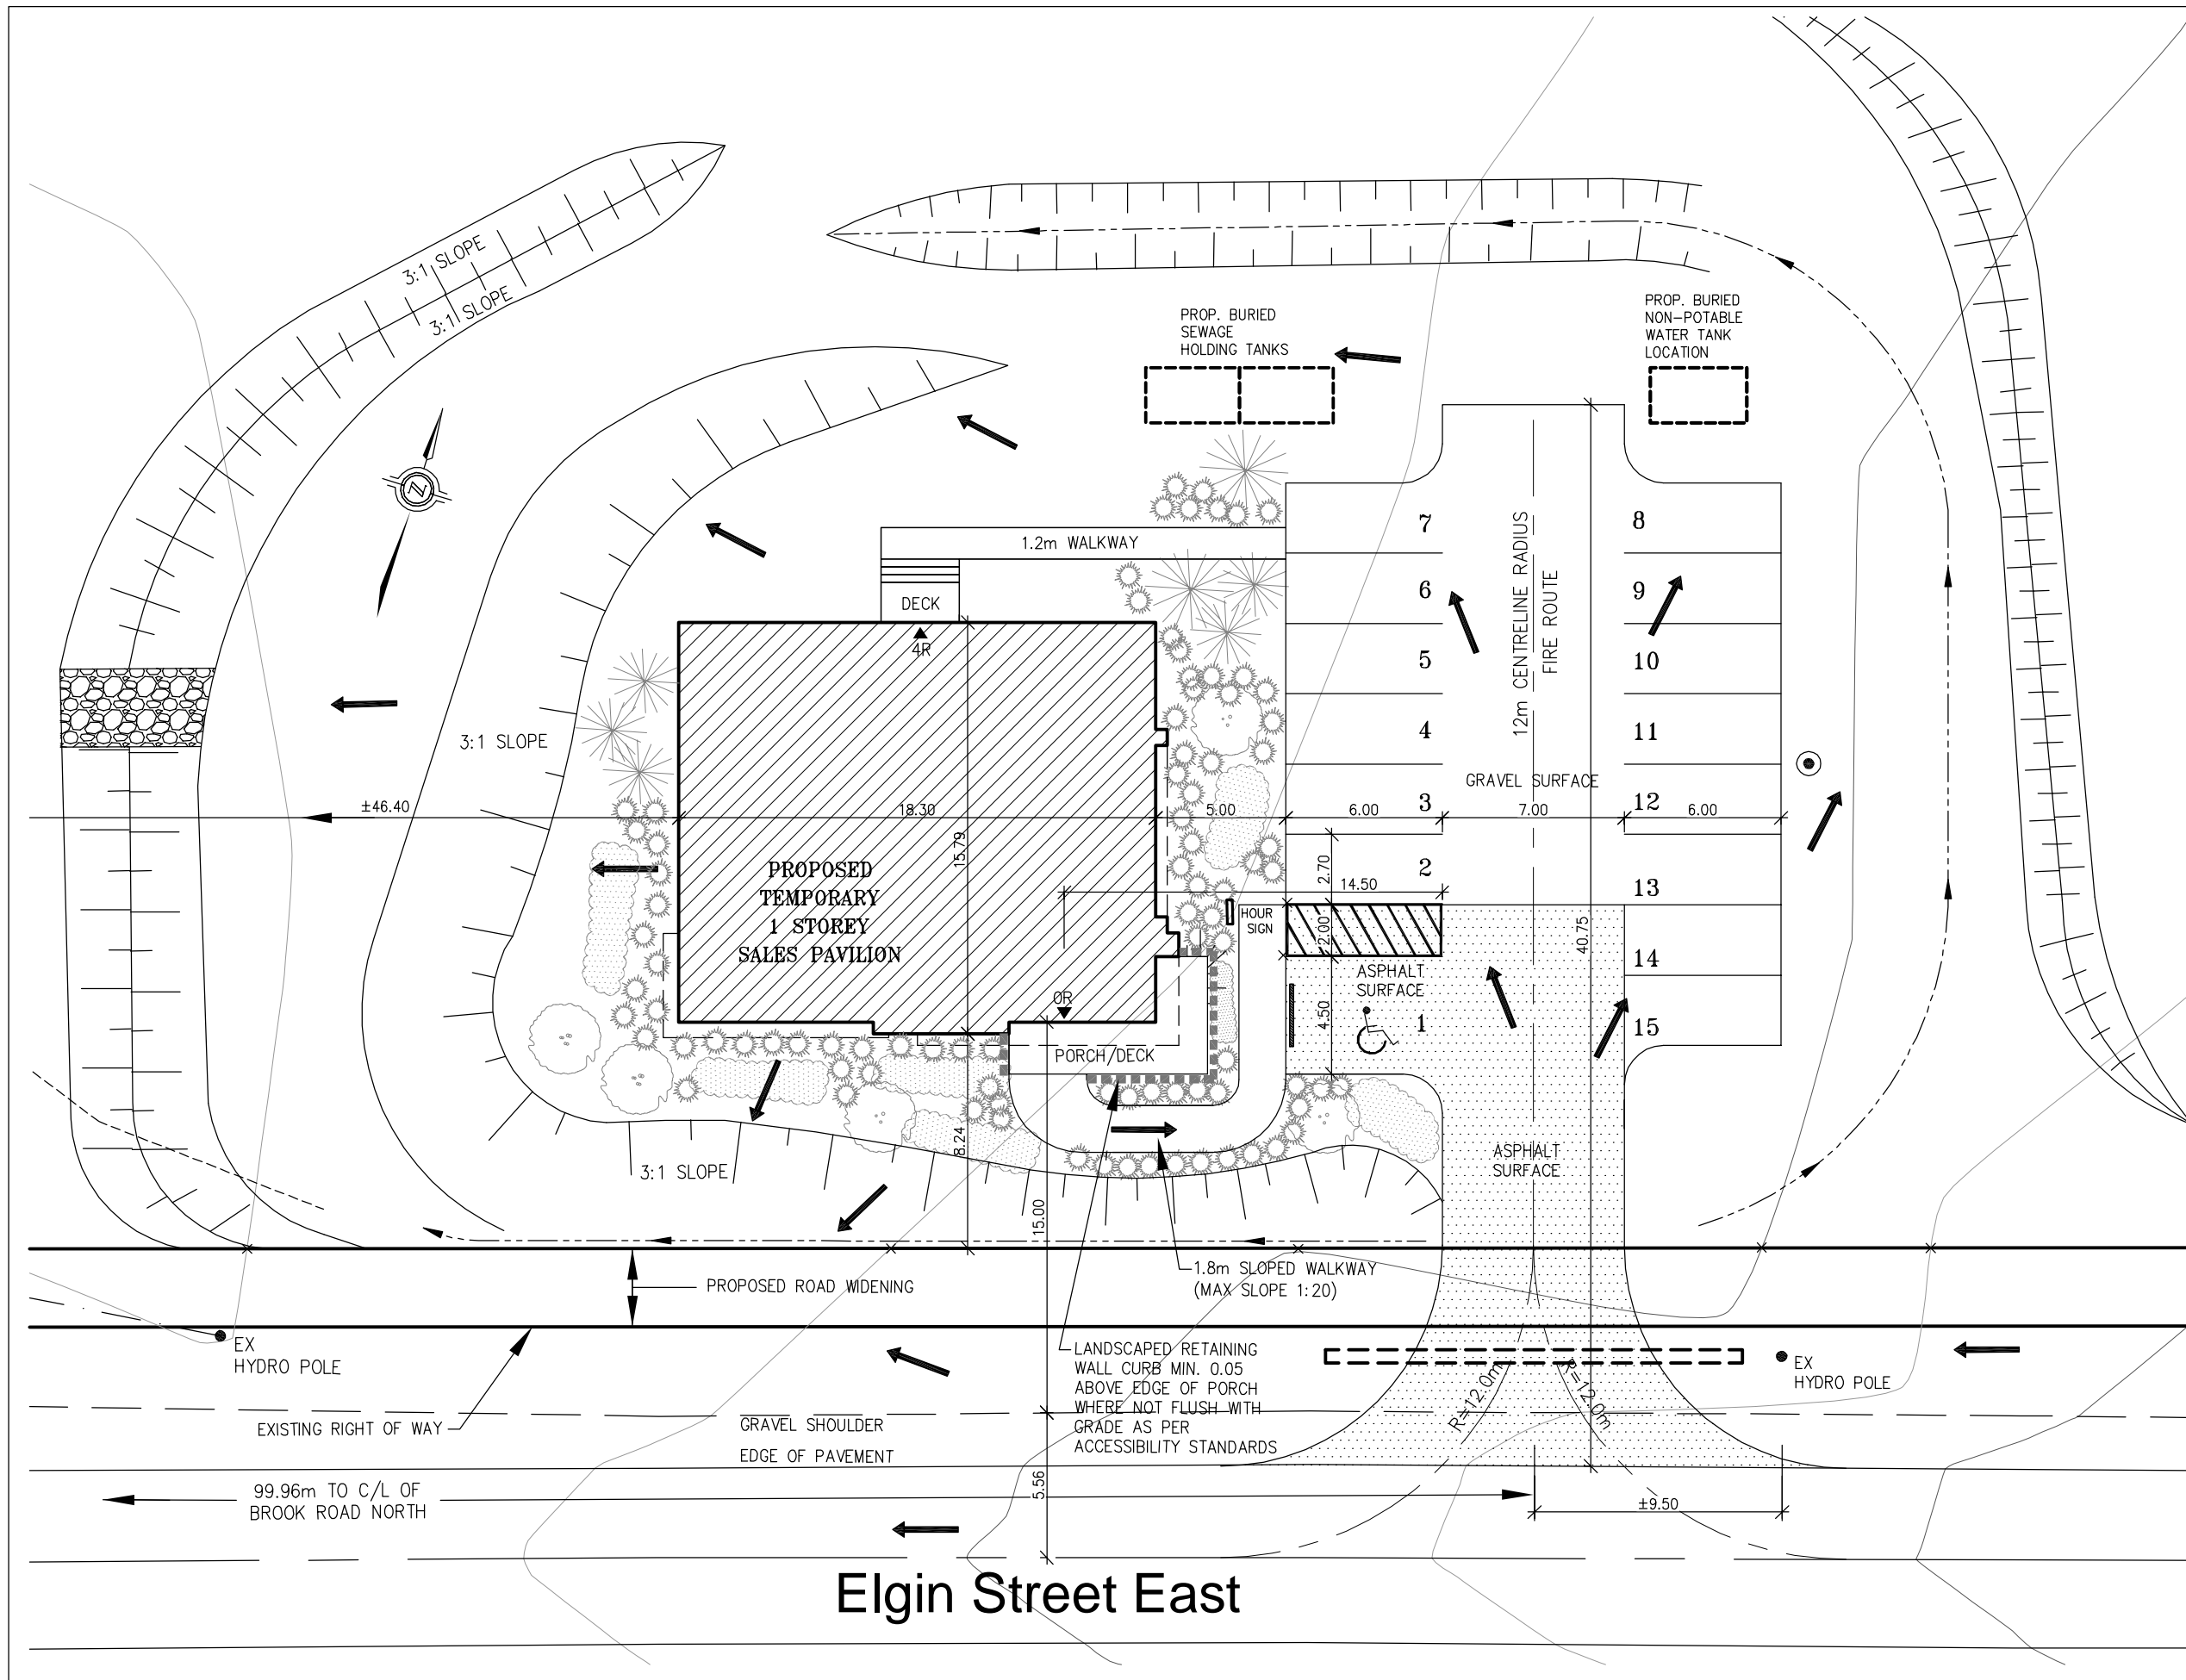 3:1 SLOPE
3:1 SLOPE
PROP. BURIED
SEWAGE
HOLDING TANKS
PROP. BURIED
NON-POTABLE
WATER TANK
LOCATION
Z
1.2m WALKWAY
DECK
4R
7
6
5
4
3
2
1
8
9
10
11
12
13
14
15
12m CENTRELINE RADIUS
FIRE ROUTE
GRAVEL SURFACE
3:1 SLOPE
±46.40
18.30
5.00
6.00
7.00
6.00
15.79
PROPOSED
TEMPORARY
1 STOREY
SALES PAVILION
2.70
14.50
HOUR
SIGN
2.00
40.75
ASPHALT
SURFACE
4.50
0R
PORCH/DECK
3:1 SLOPE
8.24
15.00
ASPHALT
SURFACE
1.8m SLOPED WALKWAY
(MAX SLOPE 1:20)
PROPOSED ROAD WIDENING
EX
HYDRO POLE
LANDSCAPED RETAINING
WALL CURB MIN. 0.05
ABOVE EDGE OF PORCH
WHERE NOT FLUSH WITH
GRADE AS PER
ACCESSIBILITY STANDARDS
R=12.0m
R=12.0m
EX
HYDRO POLE
EXISTING RIGHT OF WAY
GRAVEL SHOULDER
EDGE OF PAVEMENT
5.56
99.96m TO C/L OF
BROOK ROAD NORTH
±9.50
Elgin Street East